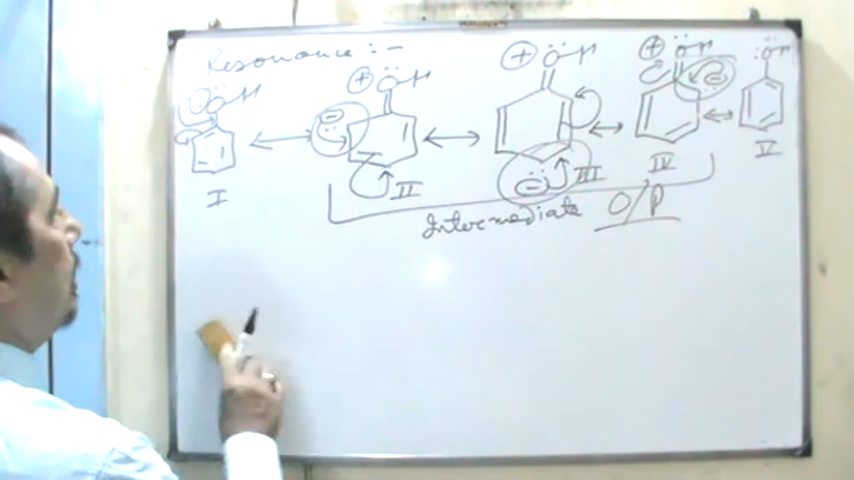 Resonance :-
O-H ⊕ O-H ⊕ O-H ⊕ O-H O-H
⊖ ⊖ ⊖
I II III IV V
Intermediate O/P